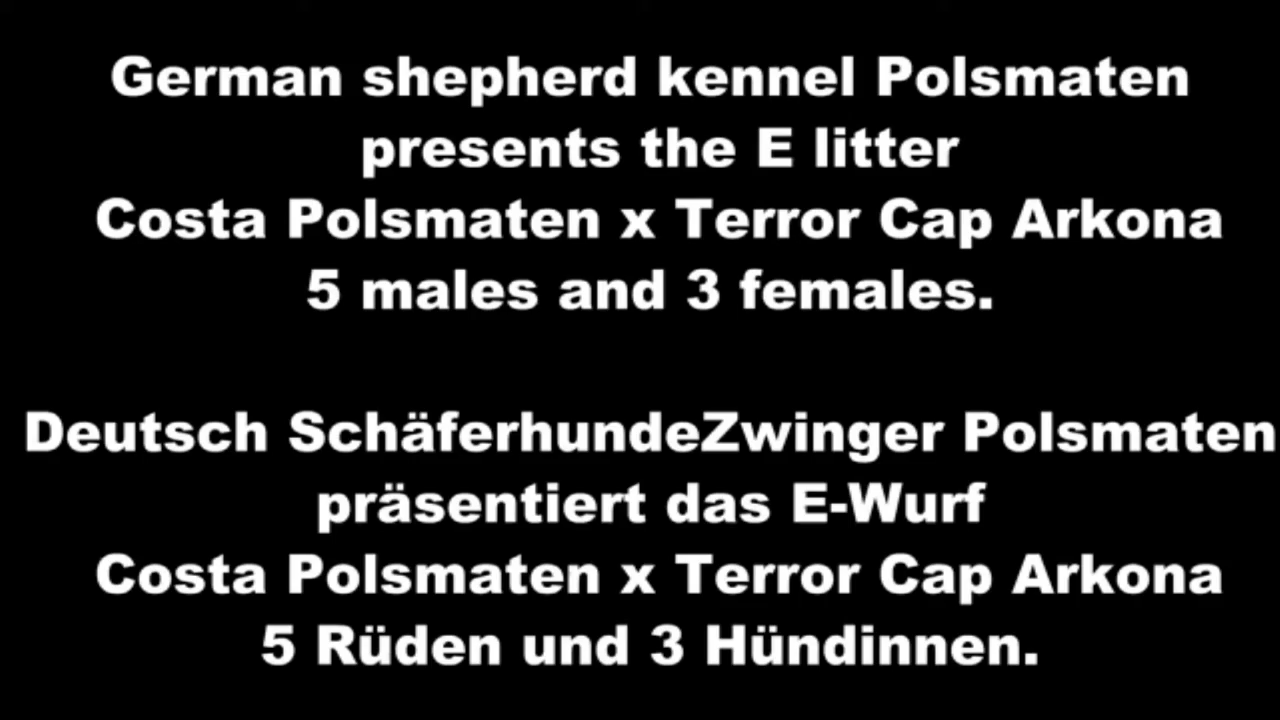 German shepherd kennel Polsmaten
presents the E litter
Costa Polsmaten x Terror Cap Arkona
5 males and 3 females.
Deutsch SchäferhundeZwinger Polsmaten
präsentiert das E-Wurf
Costa Polsmaten x Terror Cap Arkona
5 Rüden und 3 Hündinnen.